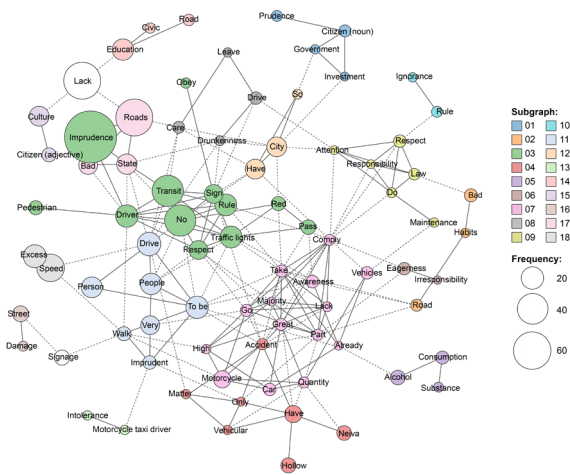 Prudence
Road
Civic
Citizen (noun)
Education
Government
Leave
Lack
Obey
Investment
Ignorance
So
Drive
Rule
Culture
Roads
Imprudence
Care
Drunkenness
City
Attention
Respect
Citizen (adjective)
Bad
State
Have
Responsibility
Law
Transit
Sign
Do
Bad
Pedestrian
Driver
No
Rule
Red
Pass
Maintenance
Habits
Drive
Respect
Traffic lights
Comply
Excess
Speed
Take
Vehicles
Eagerness
Irresponsibility
Person
People
Awareness
Street
To be
Go
Majority
Lack
Road
Very
Great
Walk
Part
Damage
Signage
Imprudent
High
Accident
Already
Consumption
Motorcycle
Alcohol
Substance
Matter
Car
Quantity
Only
Intolerance
Have
Motorcycle taxi driver
Vehicular
Neiva
Hollow
Subgraph:
01 10
02 11
03 12
04 13
05 14
06 15
07 16
08 17
09 18
Frequency:
20
40
60